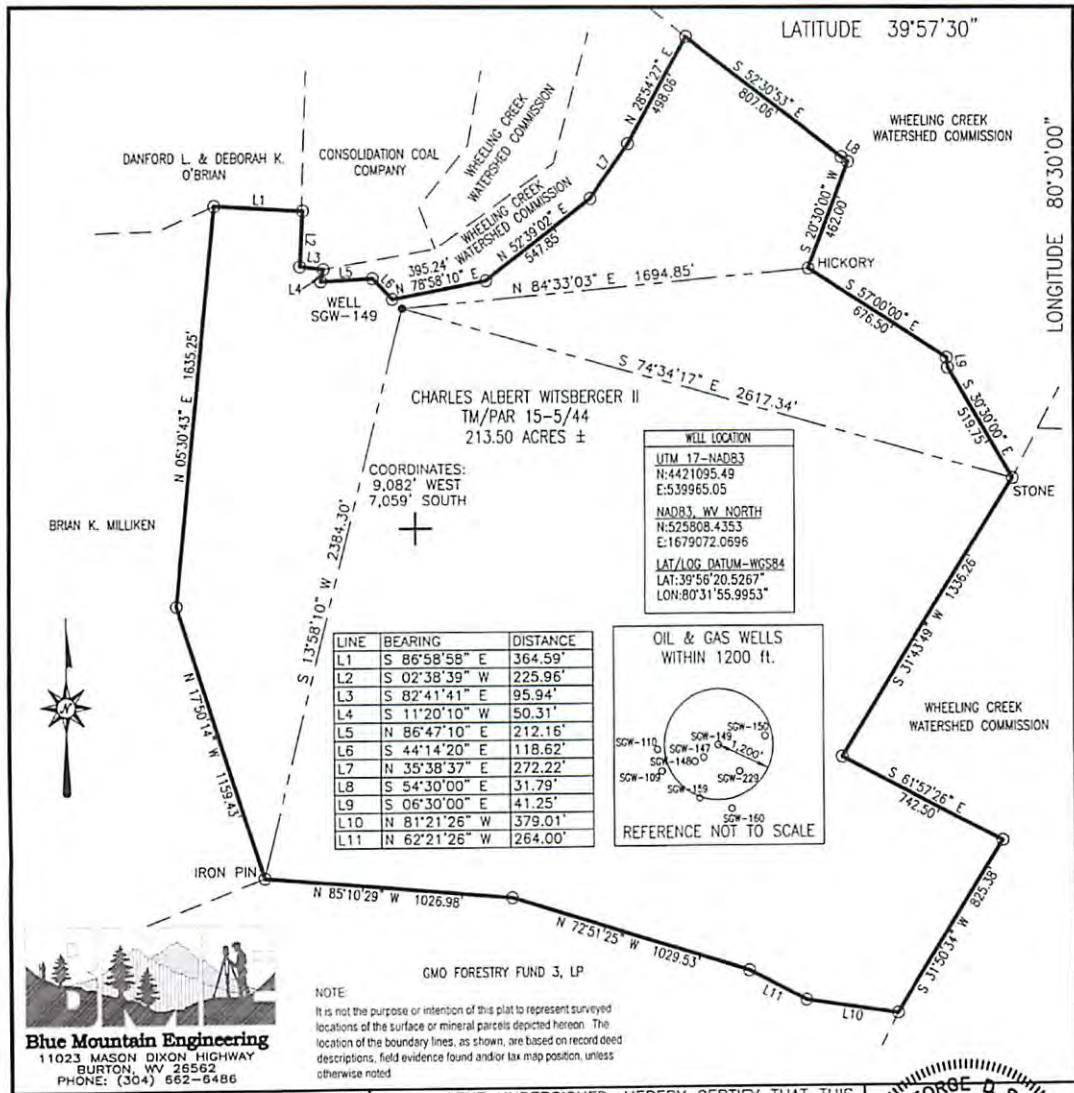 LATITUDE 39°57'30"
LONGITUDE 80°30'00"
DANFORD L. & DEBORAH K.
O'BRIAN
CONSOLIDATION COAL
COMPANY
WHEELING CREEK
WATERSHED COMMISSION
WHEELING CREEK
WATERSHED COMMISSION
WHEELING CREEK
WATERSHED COMMISSION
N 28°54'27" E
498.06'
S 52°30'53" E
807.06'
L8
S 20°30'00" W
462.00'
HICKORY
L7
N 52°39'02" E
547.85'
395.24'
N 78°58'10" E
L1
L2
L3
L4
L5
L6
WELL
SGW-149
N 84°33'03" E 1694.85'
S 57°00'00" E
676.50'
L9
S 30°30'00" E
519.75'
STONE
S 74°34'17" E 2617.34'
N 05°30'43" E 1635.25'
CHARLES ALBERT WITSBERGER II
TM/PAR 15-5/44
213.50 ACRES ±
COORDINATES:
9,082' WEST
7,059' SOUTH
WELL LOCATION
UTM 17-NAD83
N:4421095.49
E:539965.05
NAD83, WV NORTH
N:525808.4353
E:1679072.0696
LAT/LOG DATUM-WGS84
LAT:39°56'20.5267"
LON:80°31'55.9953"
BRIAN K. MILLIKEN
S 13°58'10" W 2384.30'
S 31°43'49" W 1336.26'
N
N 17°50'14" W 1159.43'
LINE BEARING DISTANCE
L1 S 86°58'58" E 364.59'
L2 S 02°38'39" W 225.96'
L3 S 82°41'41" E 95.94'
L4 S 11°20'10" W 50.31'
L5 N 86°47'10" E 212.16'
L6 S 44°14'20" E 118.62'
L7 N 35°38'37" E 272.22'
L8 S 54°30'00" E 31.79'
L9 S 06°30'00" E 41.25'
L10 N 81°21'26" W 379.01'
L11 N 62°21'26" W 264.00'
OIL & GAS WELLS
WITHIN 1200 ft.
SGW-150
SGW-149
SGW-110
SGW-147
1,200'
SGW-148
SGW-109
SGW-229
SGW-159
SGW-160
REFERENCE NOT TO SCALE
WHEELING CREEK
WATERSHED COMMISSION
S 61°57'26" E
742.50'
S 31°50'34" W 825.38'
IRON PIN
N 85°10'29" W 1026.98'
N 72°51'25" W 1029.53'
L11
L10
GMO FORESTRY FUND 3, LP
NOTE:
It is not the purpose or intention of this plat to represent surveyed
locations of the surface or mineral parcels depicted hereon. The
location of the boundary lines, as shown, are based on record deed
descriptions, field evidence found and/or tax map position, unless
otherwise noted.
BME
Blue Mountain Engineering
11023 MASON DIXON HIGHWAY
BURTON, WV 26562
PHONE: (304) 662-6486
UNDERSIGNED, HEREBY CERTIFY THAT THIS